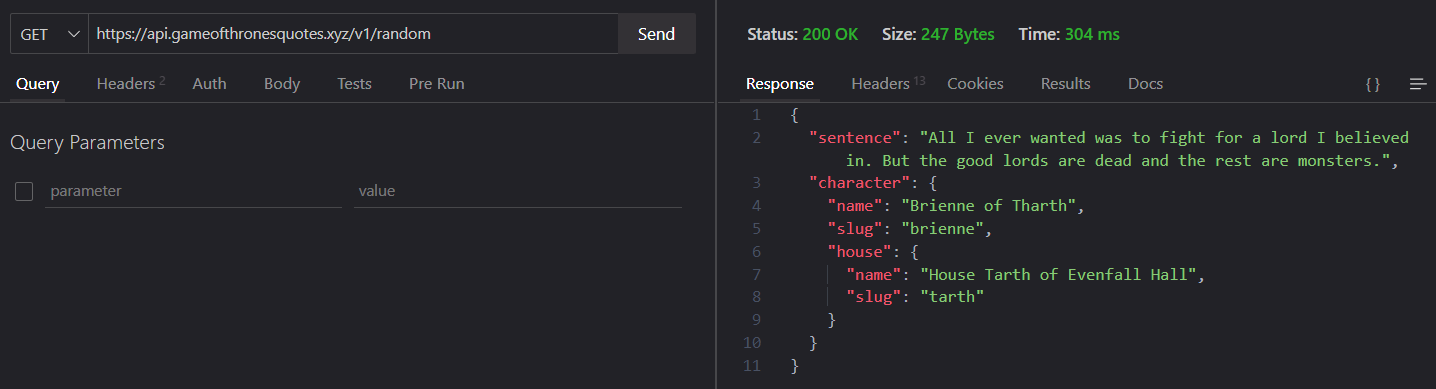 GET https://api.gameofthronesquotes.xyz/v1/random Send
Query Headers 2 Auth Body Tests Pre Run
Query Parameters
parameter value
Status: 200 OK Size: 247 Bytes Time: 304 ms
Response Headers 13 Cookies Results Docs { }
1 {
2 "sentence": "All I ever wanted was to fight for a lord I believed
in. But the good lords are dead and the rest are monsters.",
3 "character": {
4 "name": "Brienne of Tharth",
5 "slug": "brienne",
6 "house": {
7 "name": "House Tarth of Evenfall Hall",
8 "slug": "tarth"
9 }
10 }
11 }